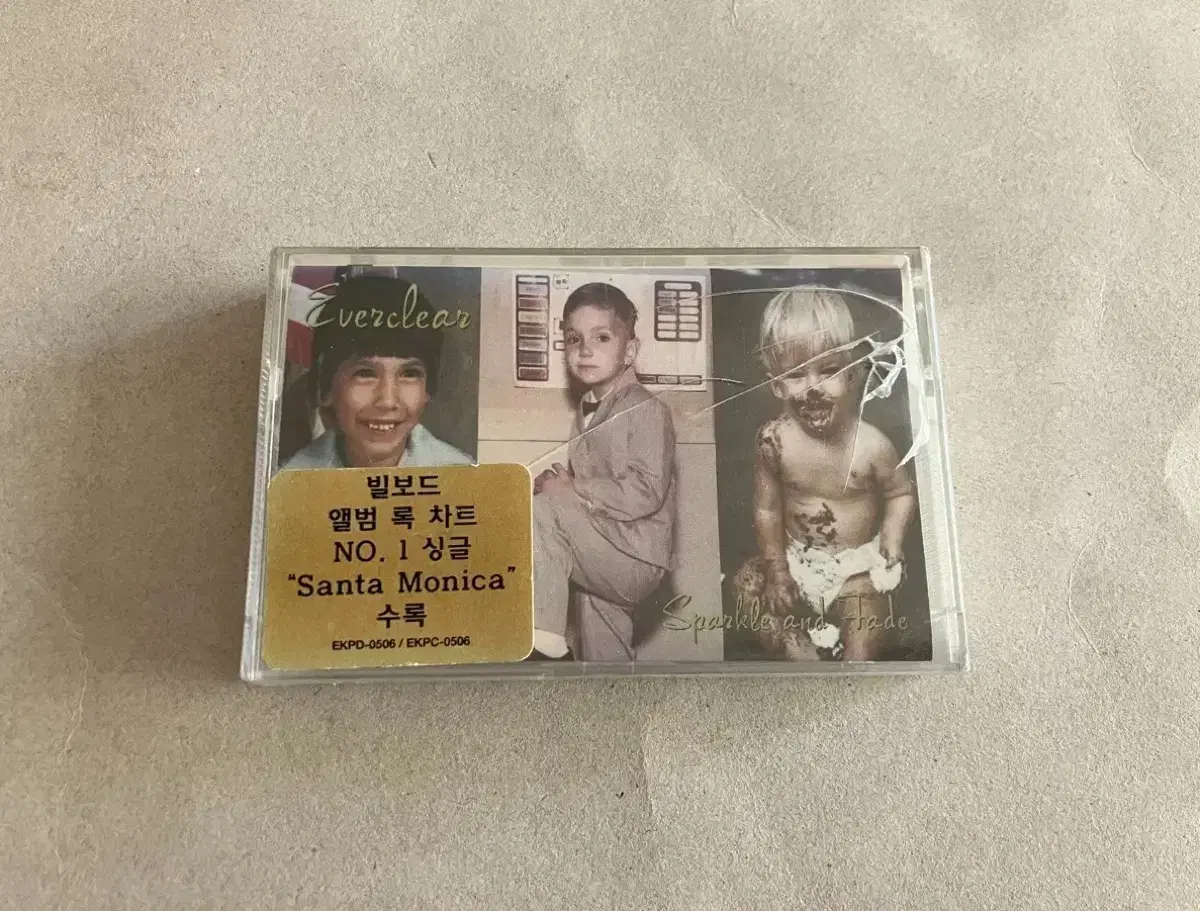 Everclear
빌보드
앨범 록 차트
NO. 1 싱글
“Santa Monica”
수록
EKPD-0506 / EKPC-0506
Sparkle and Fade